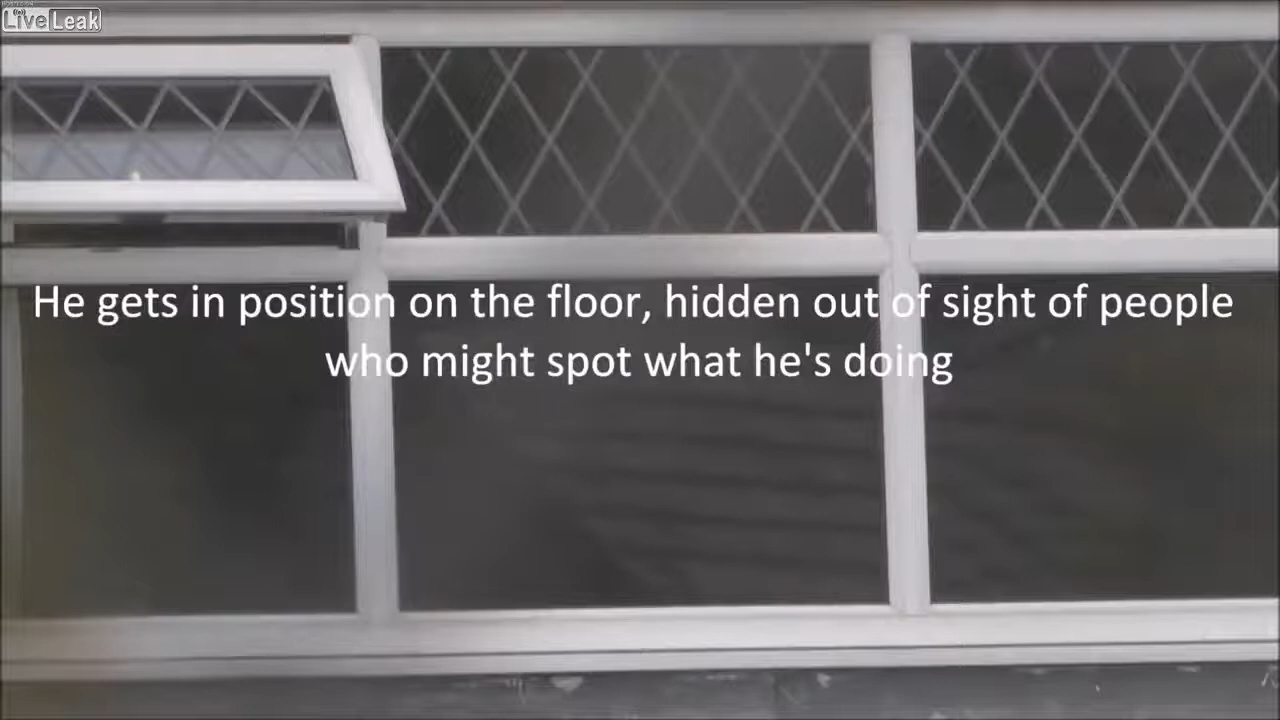 LiveLeak
He gets in position on the floor, hidden out of sight of people
who might spot what he's doing